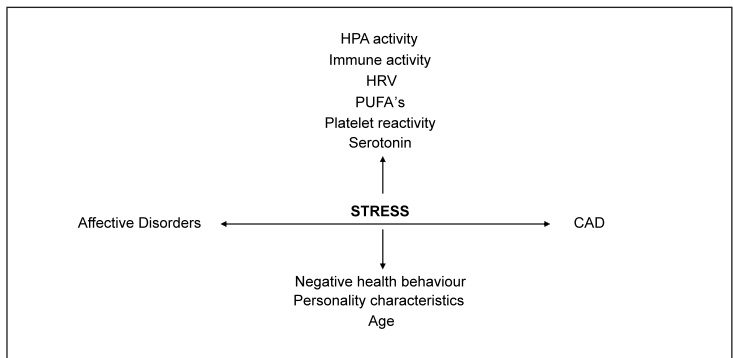 HPA activity
Immune activity
HRV
PUFA's
Platelet reactivity
Serotonin
STRESS
Affective Disorders
CAD
Negative health behaviour
Personality characteristics
Age